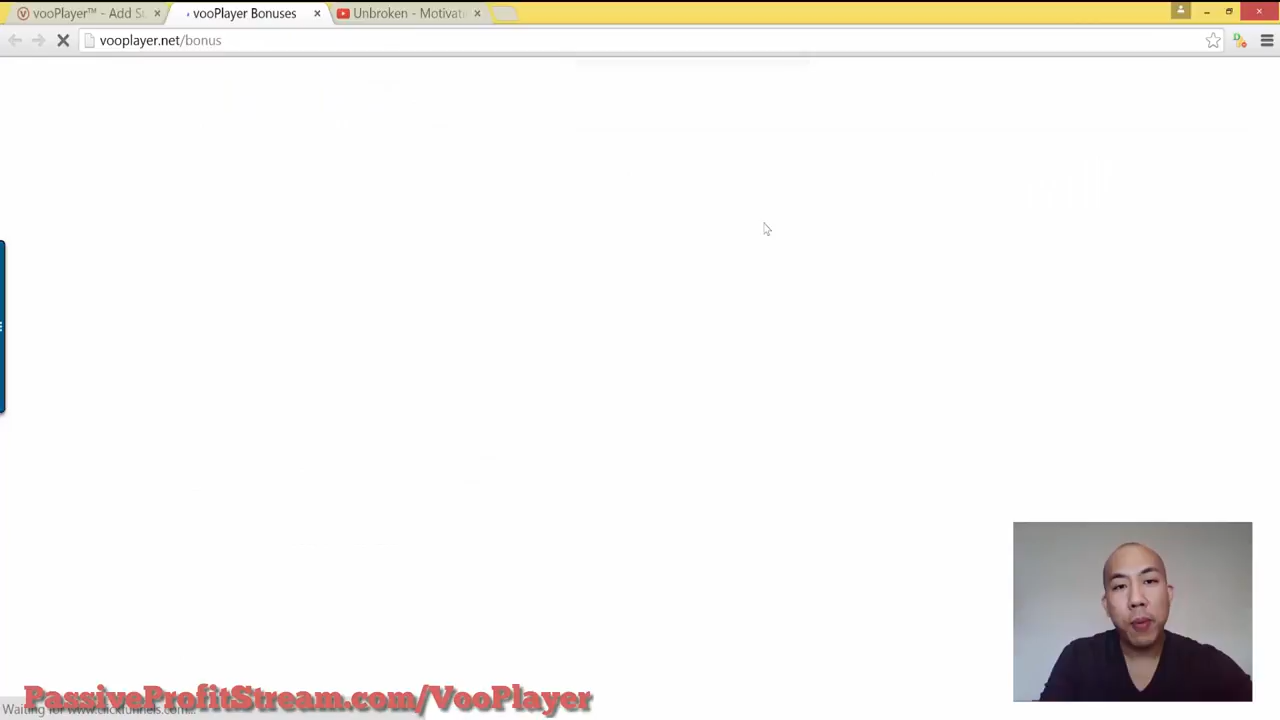 vooPlayer™ - Add S
vooPlayer Bonuses
Unbroken - Motivat
vooplayer.net/bonus
PassiveProfitStream.com/VooPlayer
Waiting for www.clickfunnels.com...